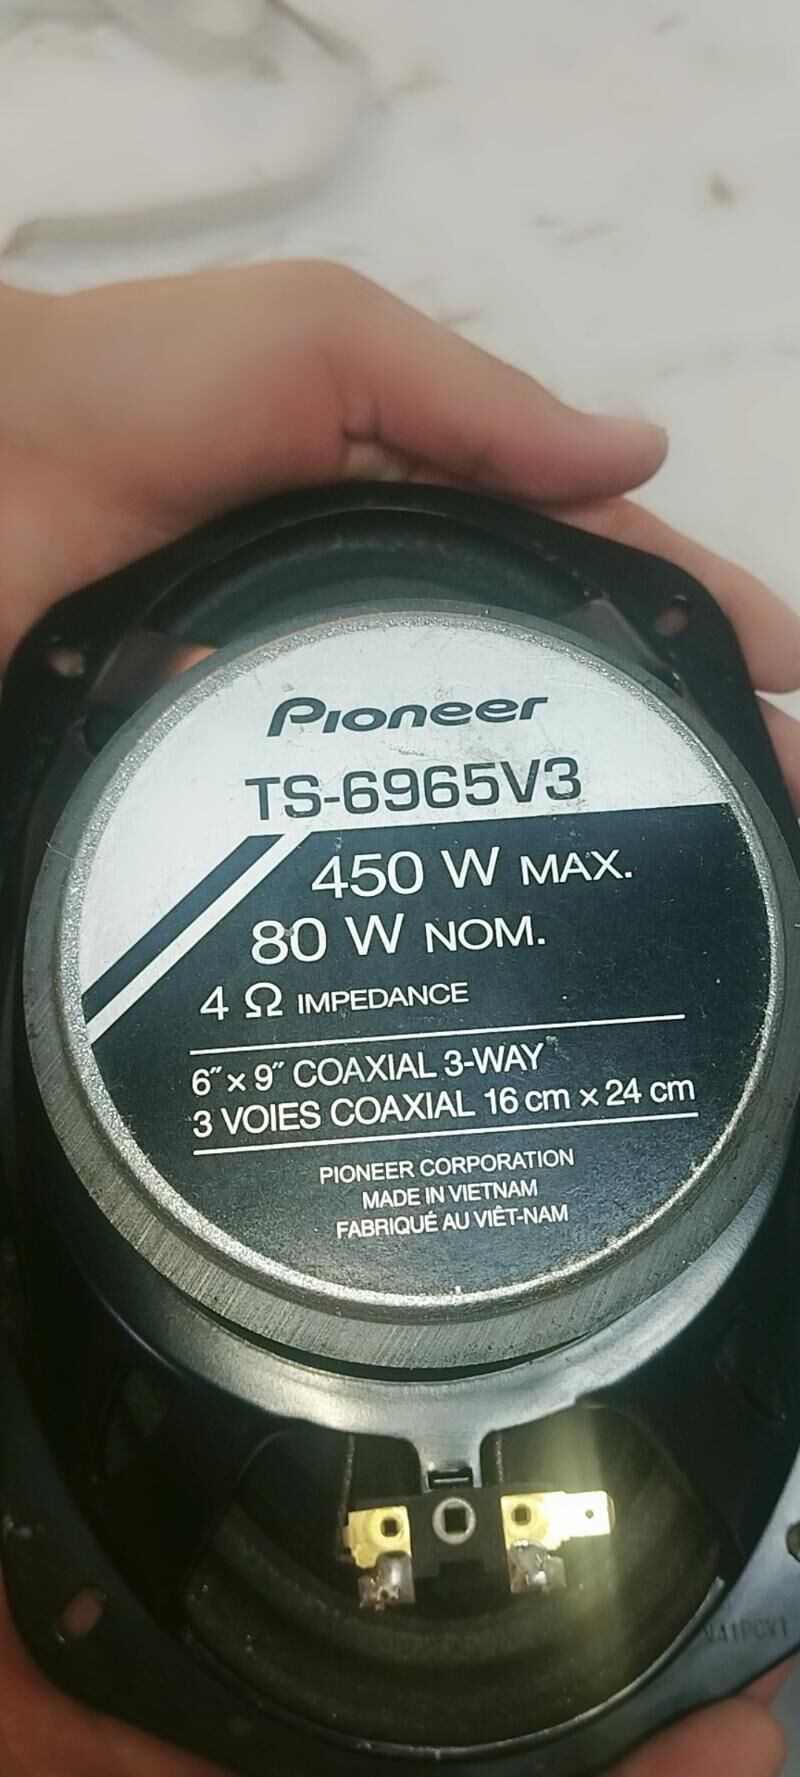 Pioneer
TS-6965V3
450 W MAX.
80 W NOM.
4 Ω IMPEDANCE
6″ × 9″ COAXIAL 3-WAY
3 VOIES COAXIAL 16 cm × 24 cm
PIONEER CORPORATION
MADE IN VIETNAM
FABRIQUÉ AU VIÊT-NAM